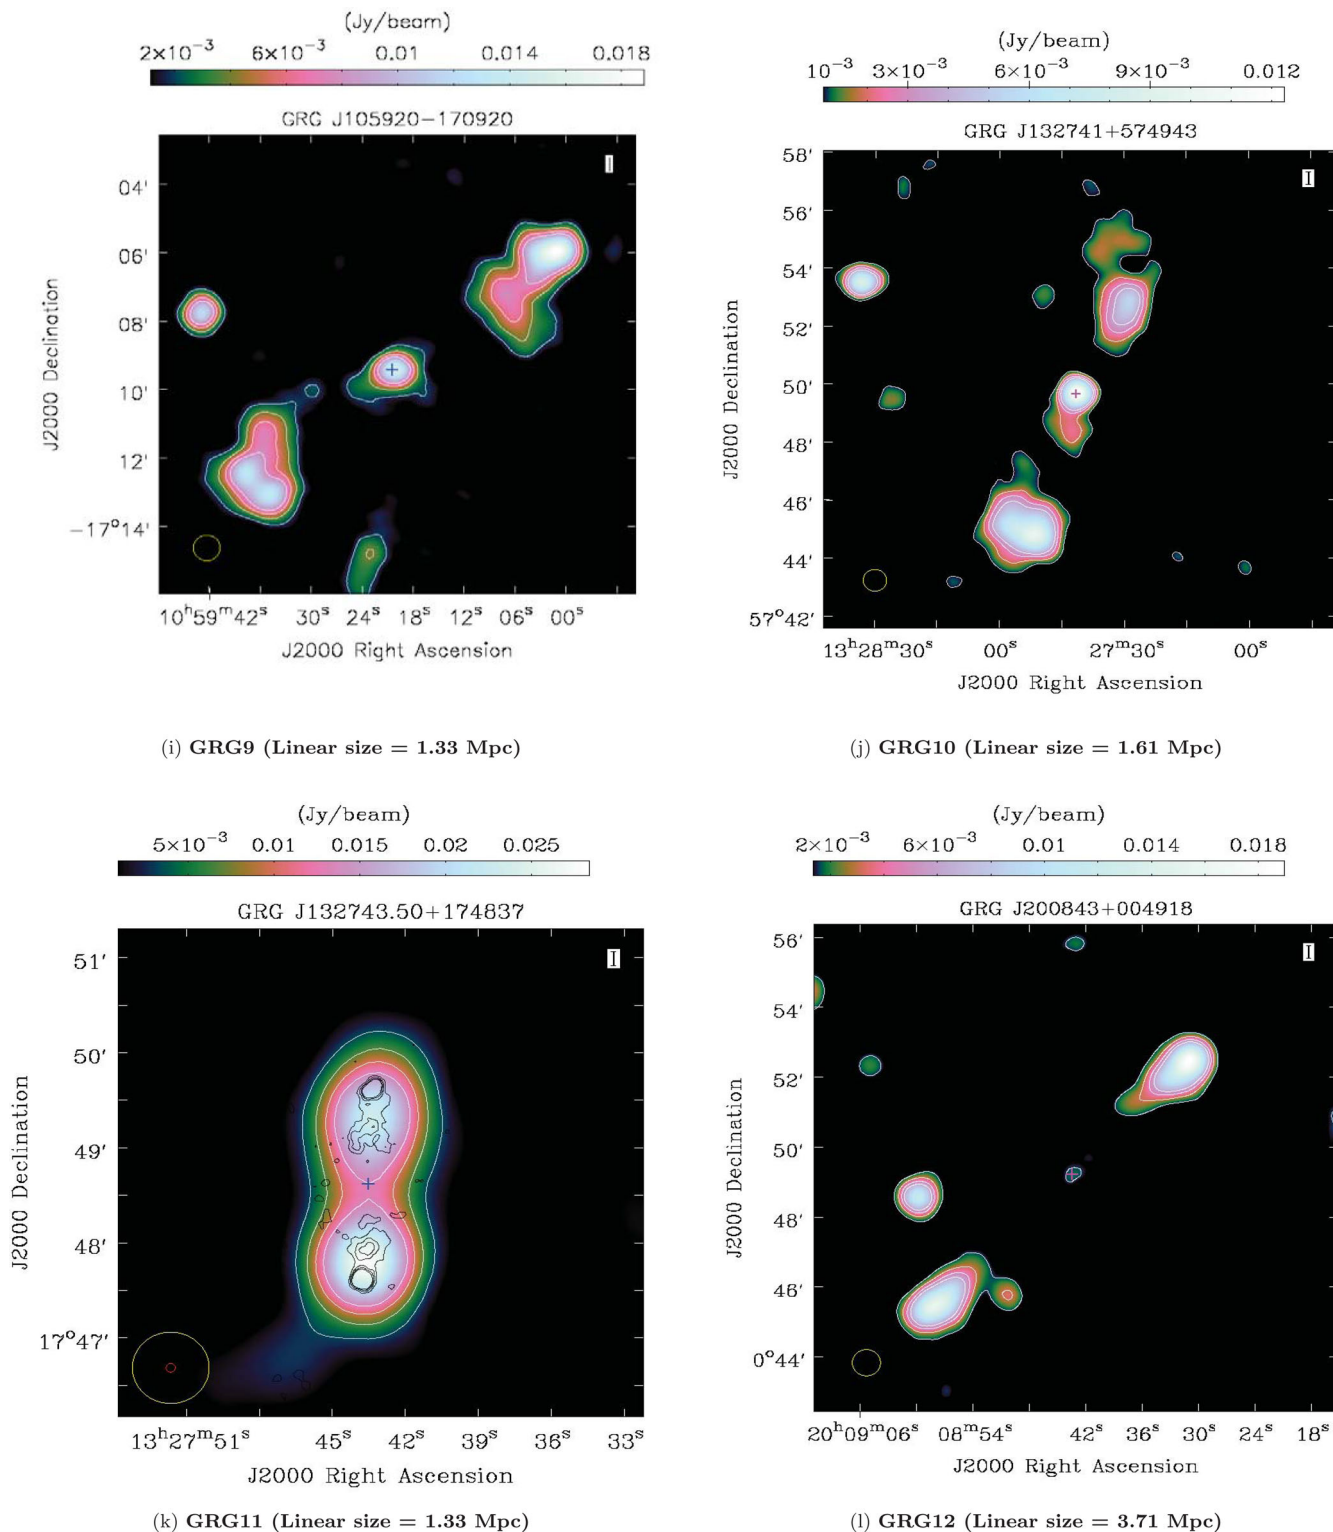 (Jy/beam)
2×10⁻³ 6×10⁻³ 0.01 0.014 0.018
GRG J105920−170920
I
04'
06'
08'
10'
12'
−17°14'
J2000 Declination
10ʰ59ᵐ42ˢ 30ˢ 24ˢ 18ˢ 12ˢ 06ˢ 00ˢ
J2000 Right Ascension
(i) GRG9 (Linear size = 1.33 Mpc)
(Jy/beam)
10⁻³ 3×10⁻³ 6×10⁻³ 9×10⁻³ 0.012
GRG J132741+574943
I
58'
56'
54'
52'
50'
48'
46'
44'
57°42'
J2000 Declination
13ʰ28ᵐ30ˢ 00ˢ 27ᵐ30ˢ 00ˢ
J2000 Right Ascension
(j) GRG10 (Linear size = 1.61 Mpc)
(Jy/beam)
5×10⁻³ 0.01 0.015 0.02 0.025
GRG J132743.50+174837
I
51'
50'
49'
48'
17°47'
J2000 Declination
13ʰ27ᵐ51ˢ 45ˢ 42ˢ 39ˢ 36ˢ 33ˢ
J2000 Right Ascension
(k) GRG11 (Linear size = 1.33 Mpc)
(Jy/beam)
2×10⁻³ 6×10⁻³ 0.01 0.014 0.018
GRG J200843+004918
I
56'
54'
52'
50'
48'
46'
0°44'
J2000 Declination
20ʰ09ᵐ06ˢ 08ᵐ54ˢ 42ˢ 36ˢ 30ˢ 24ˢ 18ˢ
J2000 Right Ascension
(l) GRG12 (Linear size = 3.71 Mpc)